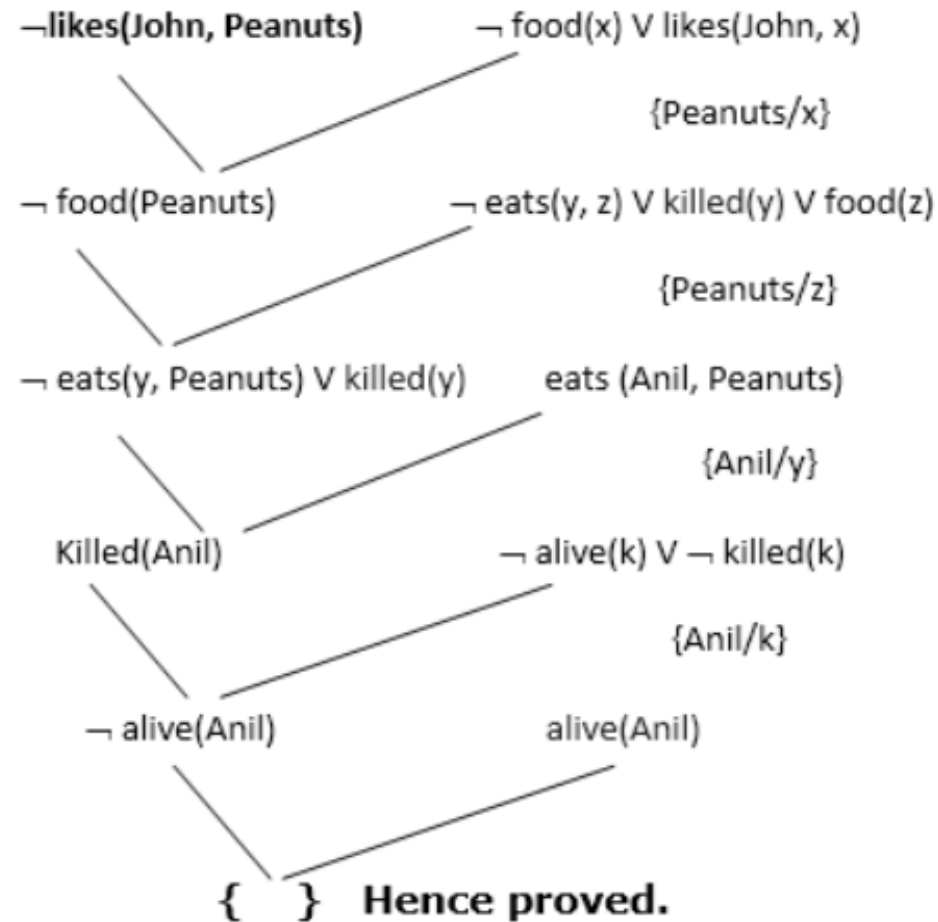 ¬likes(John, Peanuts) ¬ food(x) V likes(John, x)
{Peanuts/x}
¬ food(Peanuts) ¬ eats(y, z) V killed(y) V food(z)
{Peanuts/z}
¬ eats(y, Peanuts) V killed(y) eats (Anil, Peanuts)
{Anil/y}
Killed(Anil) ¬ alive(k) V ¬ killed(k)
{Anil/k}
¬ alive(Anil) alive(Anil)
{ } Hence proved.